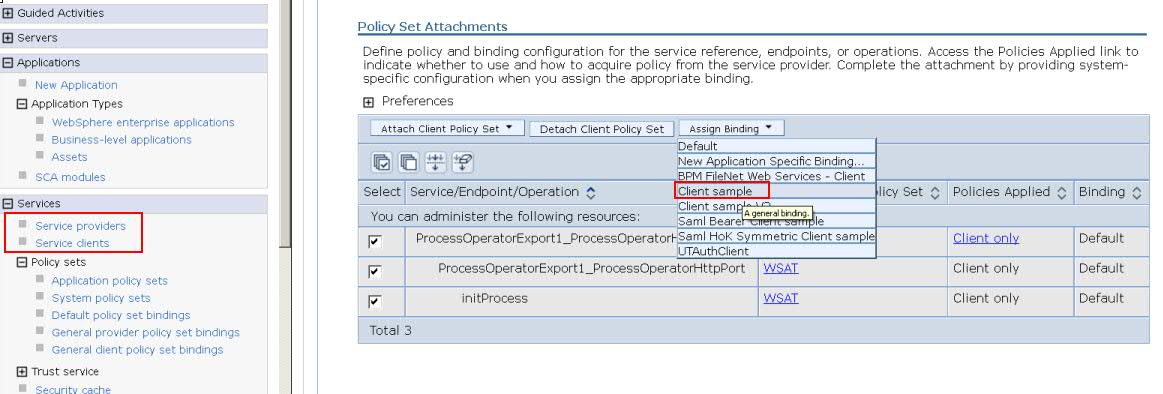 Guided Activities
Servers
Applications
New Application
Application Types
WebSphere enterprise applications
Business-level applications
Assets
SCA modules
Services
Service providers
Service clients
Policy sets
Application policy sets
System policy sets
Default policy set bindings
General provider policy set bindings
General client policy set bindings
Trust service
Security cache
Policy Set Attachments
Define policy and binding configuration for the service reference, endpoints, or operations. Access the Policies Applied link to
indicate whether to use and how to acquire policy from the service provider. Complete the attachment by providing system-
specific configuration when you assign the appropriate binding.
Preferences
Attach Client Policy Set Detach Client Policy Set Assign Binding
Default
New Application Specific Binding...
BPM FileNet Web Services - Client
Client sample
Client sample
A general binding.
Saml Bearer Client sample
Saml HoK Symmetric Client sample
UTAuthClient
Select Service/Endpoint/Operation Policy Set Policies Applied Binding
You can administer the following resources:
ProcessOperatorExport1_ProcessOperatorH Client only Default
ProcessOperatorExport1_ProcessOperatorHttpPort WSAT Client only Default
initProcess WSAT Client only Default
Total 3